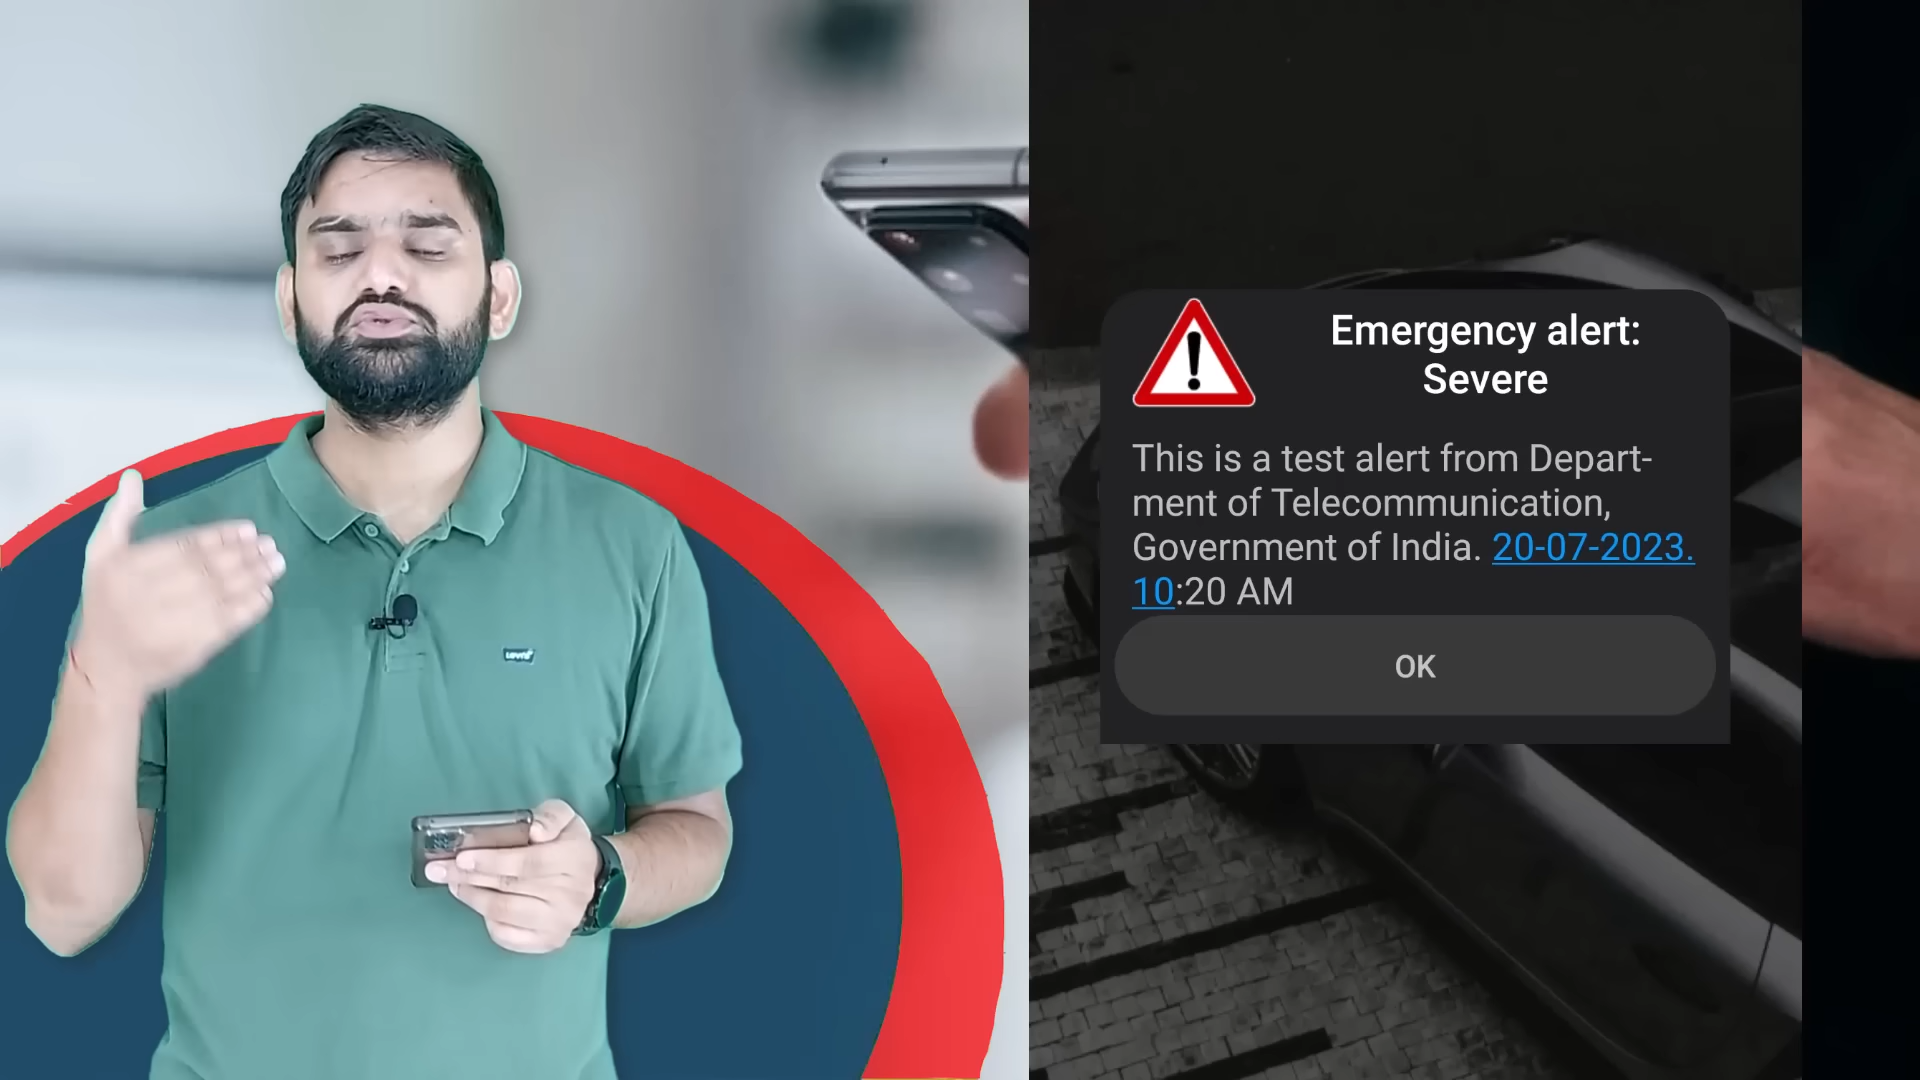 Levi's
Emergency alert:
Severe
This is a test alert from Depart-
ment of Telecommunication,
Government of India. 20-07-2023.
10:20 AM
OK